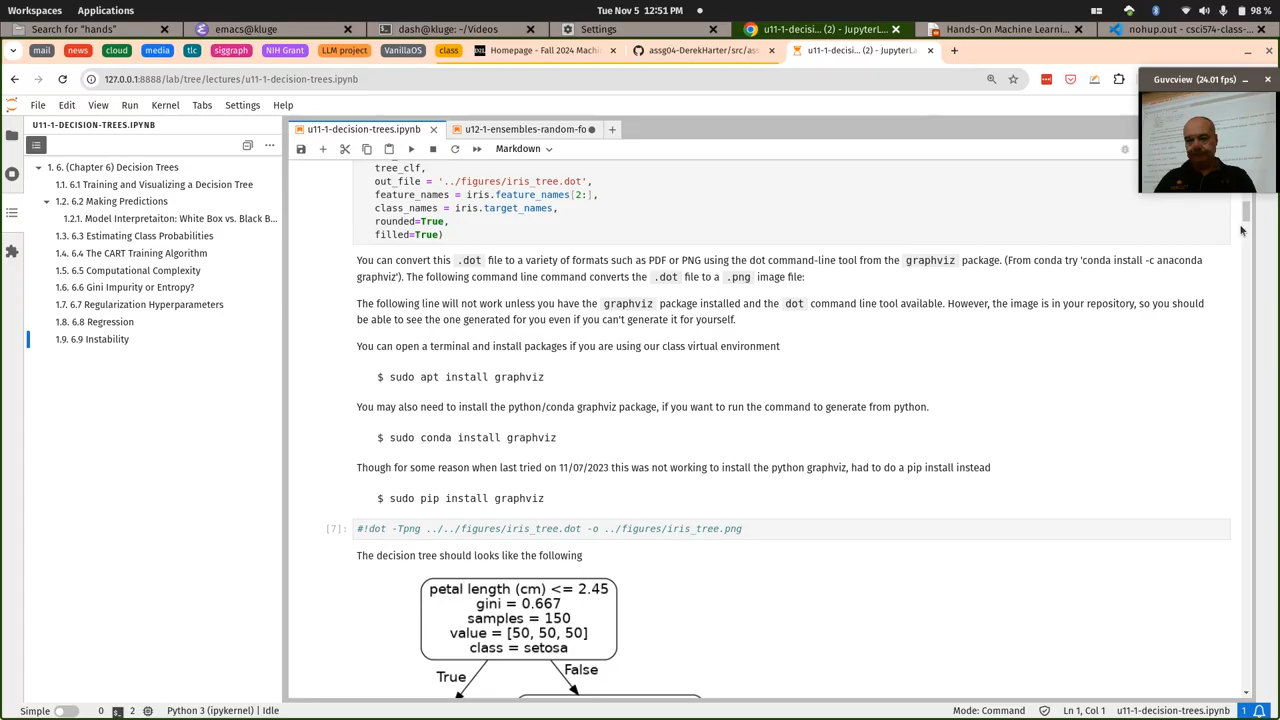 Workspaces Applications Tue Nov 5 12:51 PM 98 %
Search for "hands" emacs@kluge dash@kluge: ~/Videos Settings u11-1-decision-trees.ipynb (2) - JupyterL... Hands-On Machine Learni... nohup.out - csci574-class-
mail news cloud media tlc siggraph NIH Grant LLM project VanillaOS class Homepage - Fall 2024 Machin assg04-DerekHarter/src/ass u11-1-decisi... (2) - JupyterLa
127.0.0.1:8888/lab/tree/lectures/u11-1-decision-trees.ipynb
Guvcview (24.01 fps)
File Edit View Run Kernel Tabs Settings Help
U11-1-DECISION-TREES.IPYNB
u11-1-decision-trees.ipynb u12-1-ensembles-random-fo
Markdown
1. 6. (Chapter 6) Decision Trees
1.1. 6.1 Training and Visualizing a Decision Tree
1.2. 6.2 Making Predictions
1.2.1. Model Interpretaiton: White Box vs. Black B...
1.3. 6.3 Estimating Class Probabilities
1.4. 6.4 The CART Training Algorithm
1.5. 6.5 Computational Complexity
1.6. 6.6 Gini Impurity or Entropy?
1.7. 6.7 Regularization Hyperparameters
1.8. 6.8 Regression
1.9. 6.9 Instability
tree_clf,
out_file = '../figures/iris_tree.dot',
feature_names = iris.feature_names[2:],
class_names = iris.target_names,
rounded=True,
filled=True)
You can convert this .dot file to a variety of formats such as PDF or PNG using the dot command-line tool from the graphviz package. (From conda try 'conda install -c anaconda
graphviz'). The following command line command converts the .dot file to a .png image file:
The following line will not work unless you have the graphviz package installed and the dot command line tool available. However, the image is in your repository, so you should
be able to see the one generated for you even if you can't generate it for yourself.
You can open a terminal and install packages if you are using our class virtual environment
$ sudo apt install graphviz
You may also need to install the python/conda graphviz package, if you want to run the command to generate from python.
$ sudo conda install graphviz
Though for some reason when last tried on 11/07/2023 this was not working to install the python graphviz, had to do a pip install instead
$ sudo pip install graphviz
[7]: #!dot -Tpng ../../figures/iris_tree.dot -o ../figures/iris_tree.png
The decision tree should looks like the following
petal length (cm) <= 2.45
gini = 0.667
samples = 150
value = [50, 50, 50]
class = setosa
True False
Simple 0 2 Python 3 (ipykernel) | Idle Mode: Command Ln 1, Col 1 u11-1-decision-trees.ipynb 1